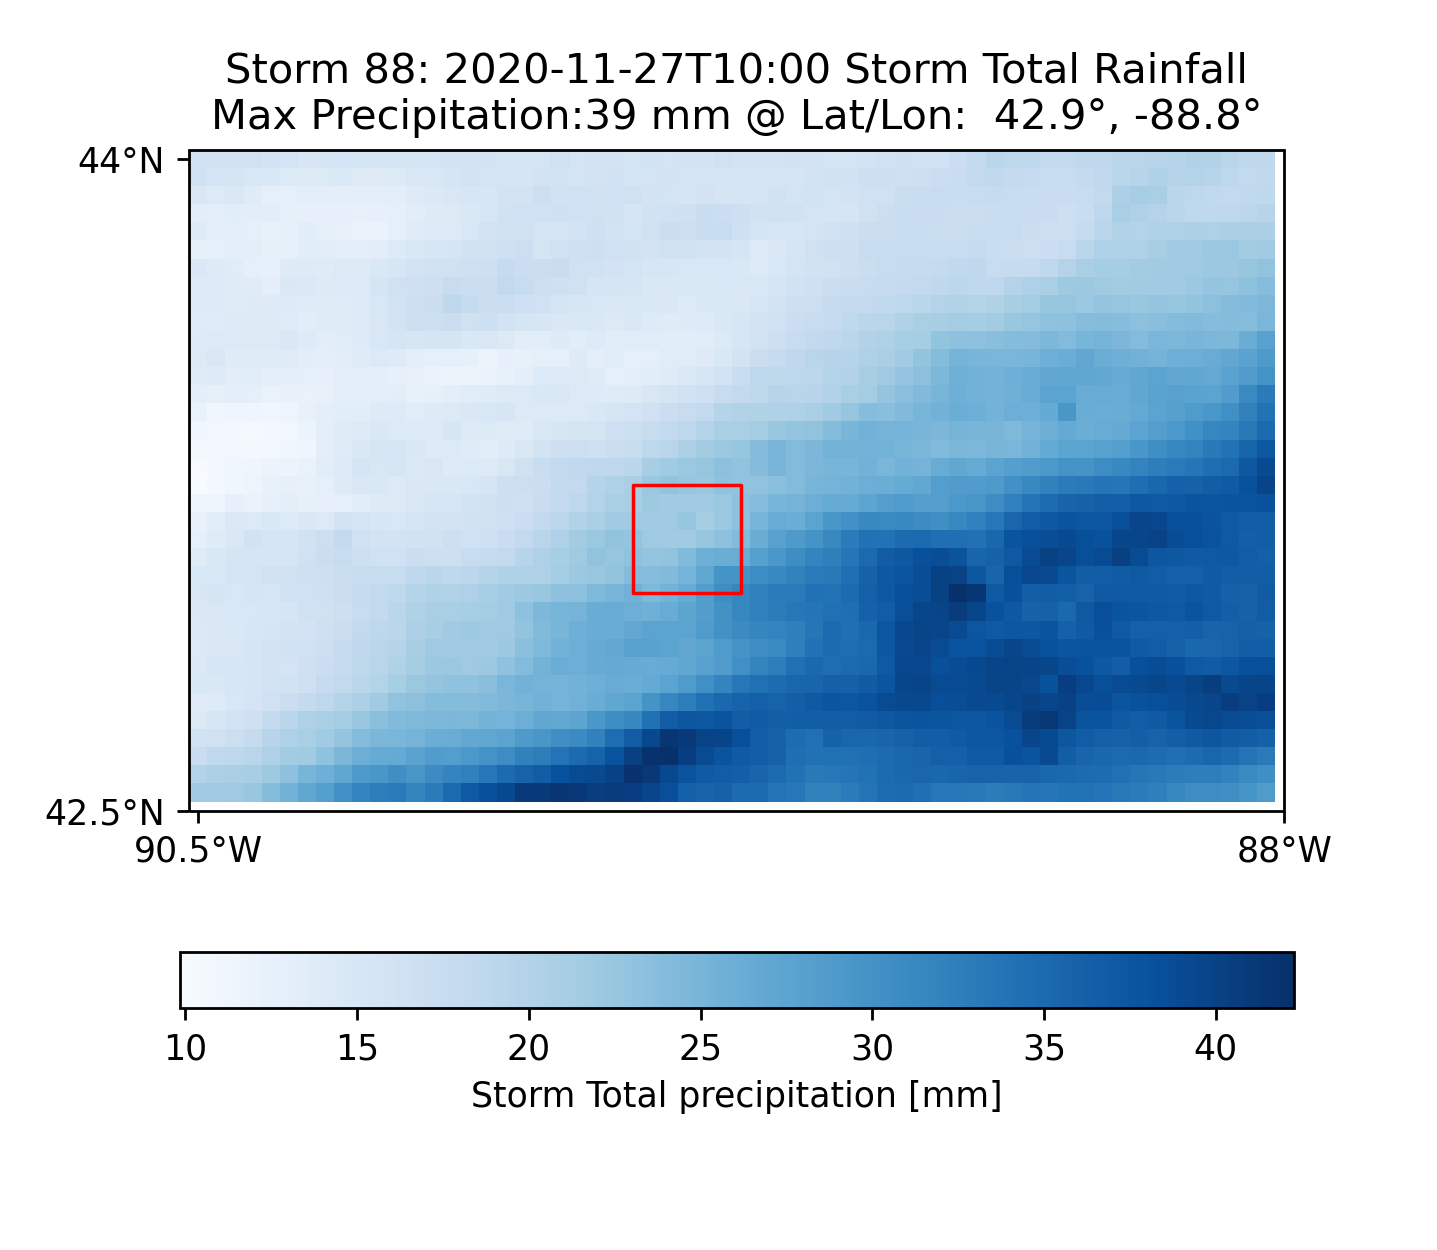 Storm 88: 2020-11-27T10:00 Storm Total Rainfall
Max Precipitation:39 mm @ Lat/Lon:  42.9°, -88.8°
44°N
42.5°N
90.5°W 88°W
10 15 20 25 30 35 40
Storm Total precipitation [mm]